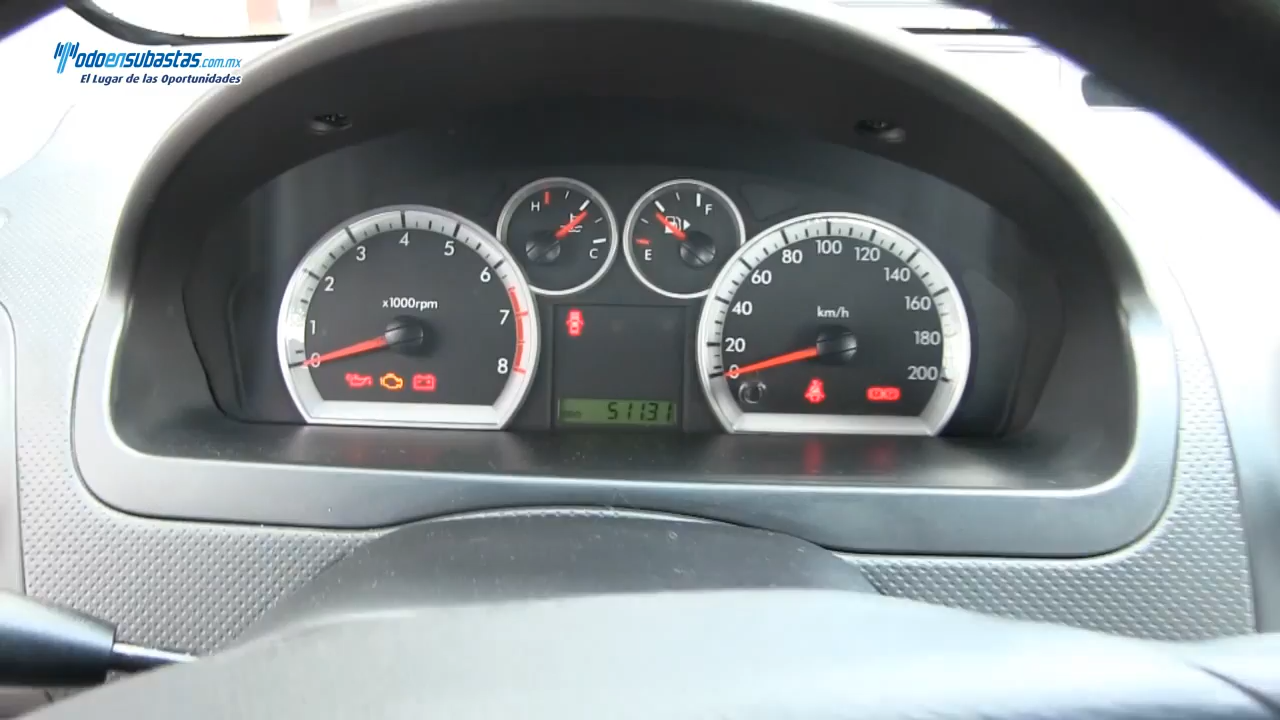 Todoensubastas.com.mx
El Lugar de las Oportunidades
H
C
F
E
1
2
3
4
5
6
7
8
0
x1000rpm
0
20
40
60
80
100
120
140
160
180
200
km/h
51131